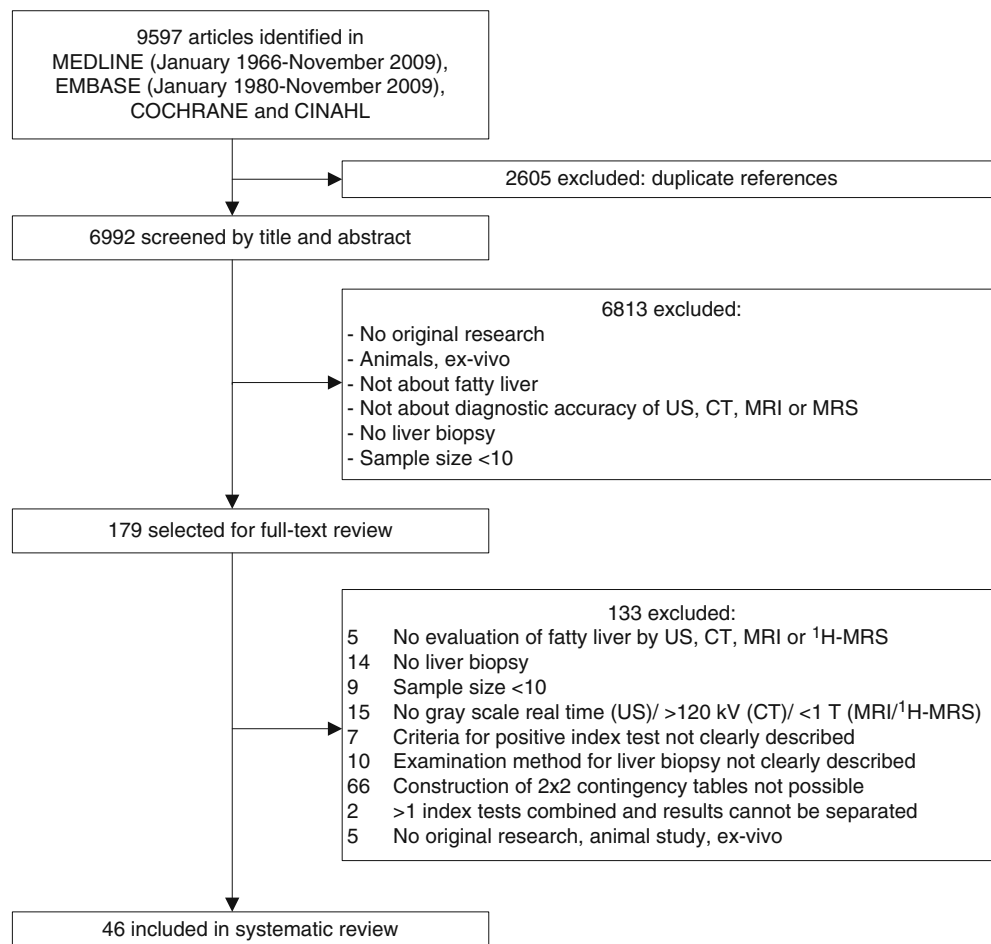 9597 articles identified in
MEDLINE (January 1966-November 2009),
EMBASE (January 1980-November 2009),
COCHRANE and CINAHL
2605 excluded: duplicate references
6992 screened by title and abstract
6813 excluded:
- No original research
- Animals, ex-vivo
- Not about fatty liver
- Not about diagnostic accuracy of US, CT, MRI or MRS
- No liver biopsy
- Sample size <10
179 selected for full-text review
133 excluded:
5 No evaluation of fatty liver by US, CT, MRI or ¹H-MRS
14 No liver biopsy
9 Sample size <10
15 No gray scale real time (US)/ >120 kV (CT)/ <1 T (MRI/¹H-MRS)
7 Criteria for positive index test not clearly described
10 Examination method for liver biopsy not clearly described
66 Construction of 2x2 contingency tables not possible
2 >1 index tests combined and results cannot be separated
5 No original research, animal study, ex-vivo
46 included in systematic review